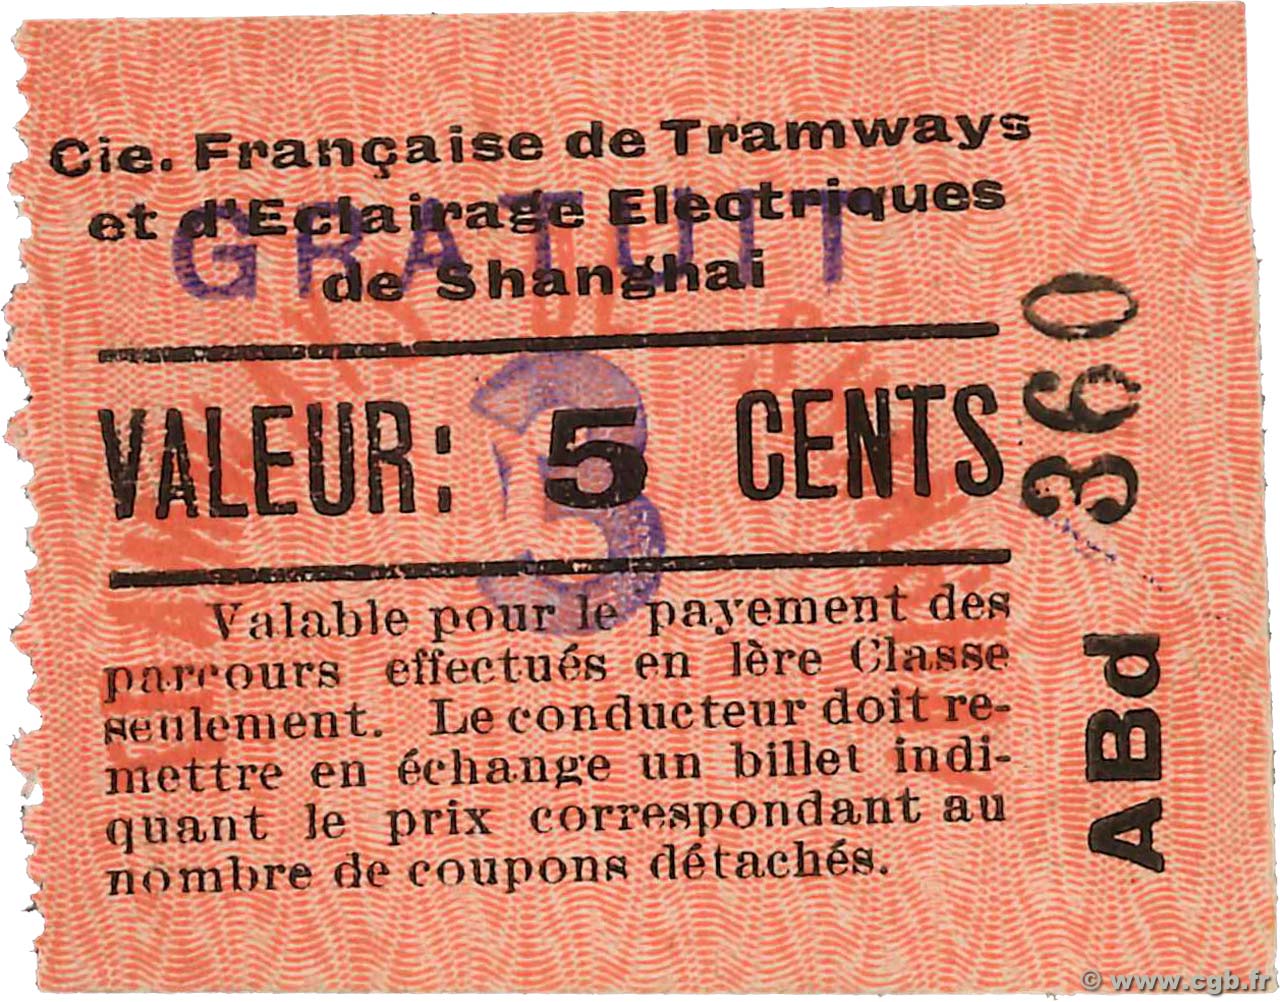 Cie. Française de Tramways
et d'Eclairage Electriques
de Shanghai
GRATUIT
VALEUR: 5 CENTS
3
Valable pour le payement des
parcours effectués en 1ère Classe
seulement. Le conducteur doit re-
mettre en échange un billet indi-
quant le prix correspondant au
nombre de coupons détachés.
ABd 360
© www.cgb.fr